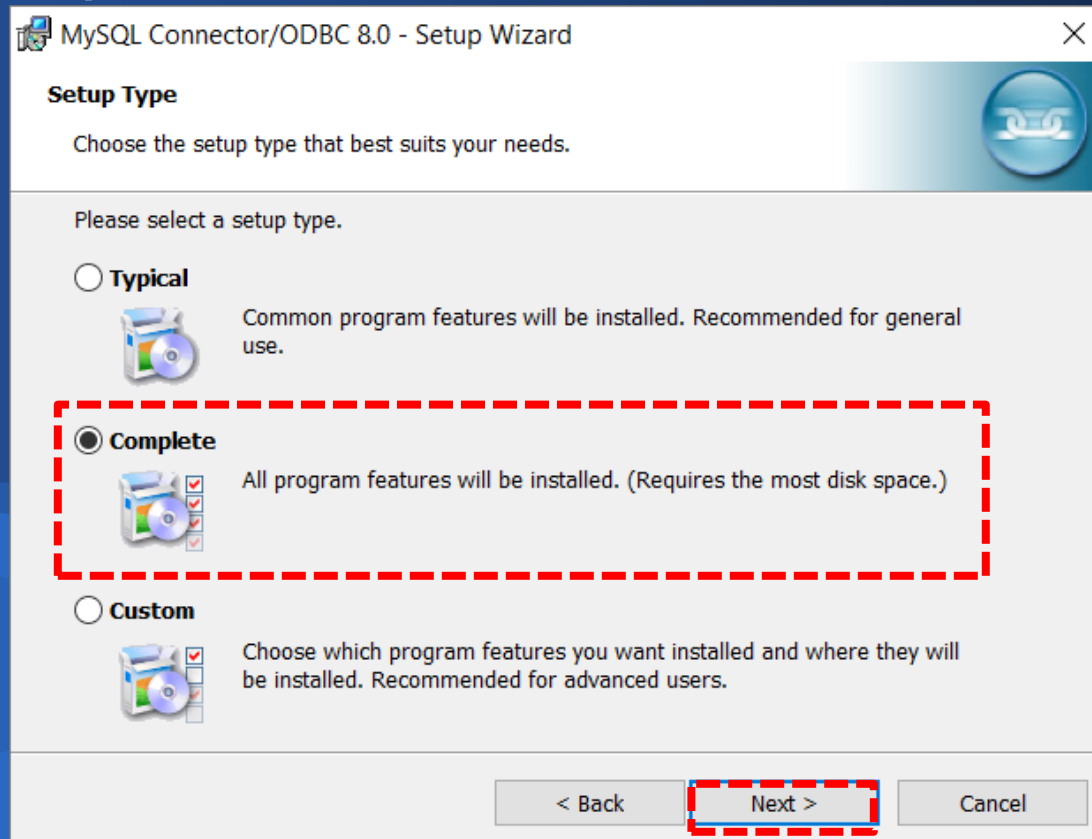 MySQL Connector/ODBC 8.0 - Setup Wizard
Setup Type
Choose the setup type that best suits your needs.
Please select a setup type.
Typical
Common program features will be installed. Recommended for general
use.
Complete
All program features will be installed. (Requires the most disk space.)
Custom
Choose which program features you want installed and where they will
be installed. Recommended for advanced users.
< Back
Next >
Cancel